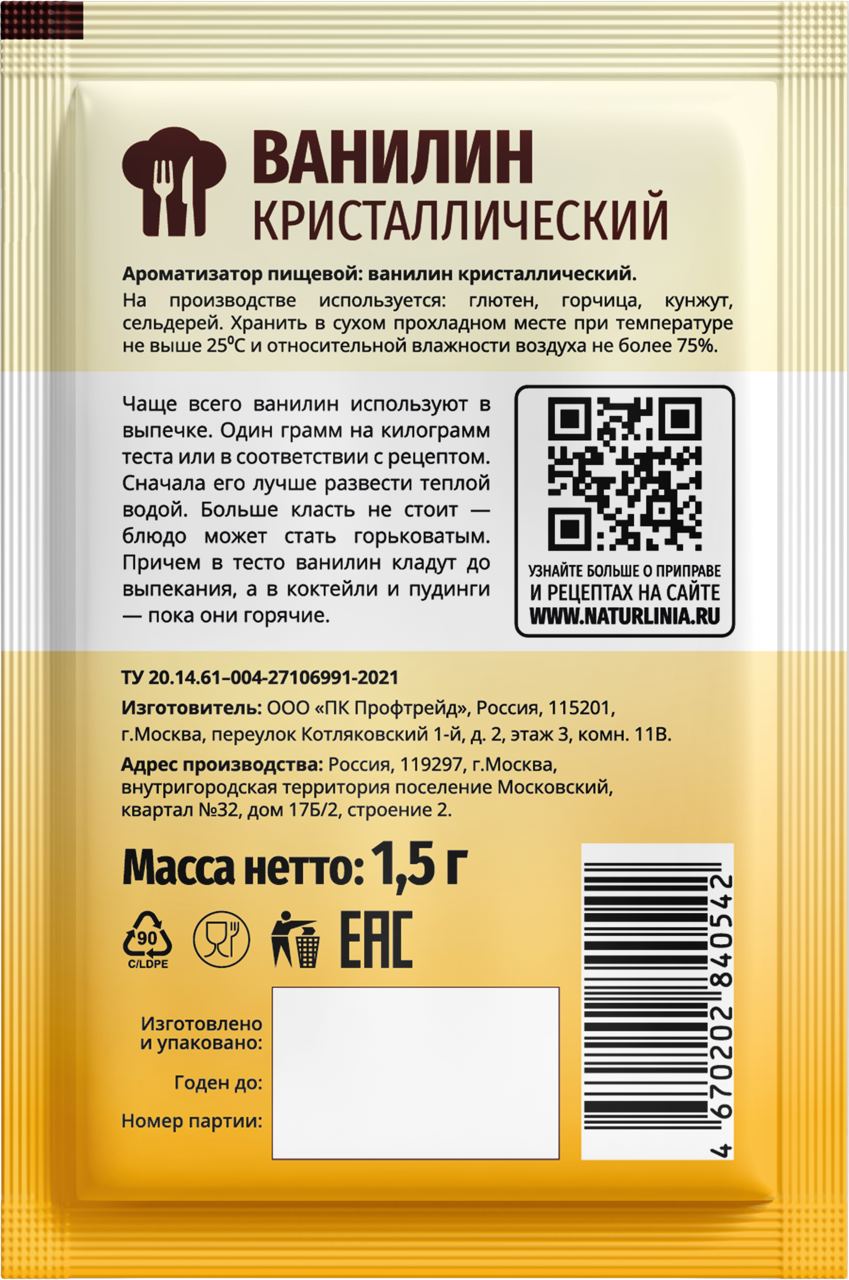 ВАНИЛИН
КРИСТАЛЛИЧЕСКИЙ
Ароматизатор пищевой: ванилин кристаллический.
На производстве используется: глютен, горчица, кунжут,
сельдерей. Хранить в сухом прохладном месте при температуре
не выше 25⁰С и относительной влажности воздуха не более 75%.
Чаще всего ванилин используют в
выпечке. Один грамм на килограмм
теста или в соответствии с рецептом.
Сначала его лучше развести теплой
водой. Больше класть не стоит —
блюдо может стать горьковатым.
Причем в тесто ванилин кладут до
выпекания, а в коктейли и пудинги
— пока они горячие.
УЗНАЙТЕ БОЛЬШЕ О ПРИПРАВЕ
И РЕЦЕПТАХ НА САЙТЕ
WWW.NATURLINIA.RU
ТУ 20.14.61–004-27106991-2021
Изготовитель: ООО «ПК Профтрейд», Россия, 115201,
г.Москва, переулок Котляковский 1-й, д. 2, этаж 3, комн. 11В.
Адрес производства: Россия, 119297, г.Москва,
внутригородская территория поселение Московский,
квартал №32, дом 17Б/2, строение 2.
Масса нетто: 1,5 г
90
C/LDPE
EAC
Изготовлено
и упаковано:
Годен до:
Номер партии:
4 670202 840542